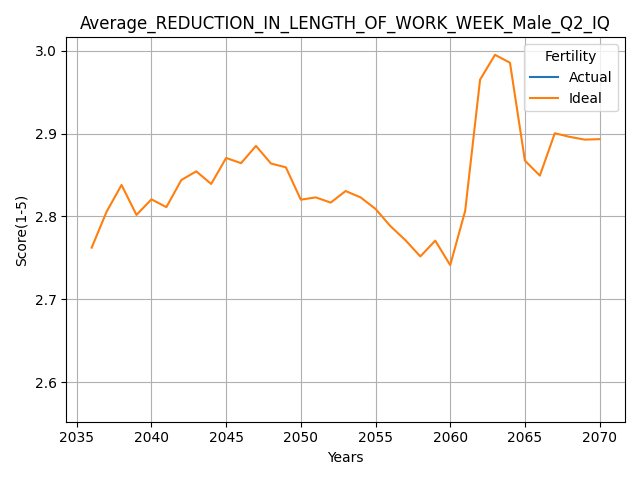 Average_REDUCTION_IN_LENGTH_OF_WORK_WEEK_Male_Q2_IQ
Fertility
Actual
Ideal
Score(1-5)
3.0
2.9
2.8
2.7
2.6
2035 2040 2045 2050 2055 2060 2065 2070
Years